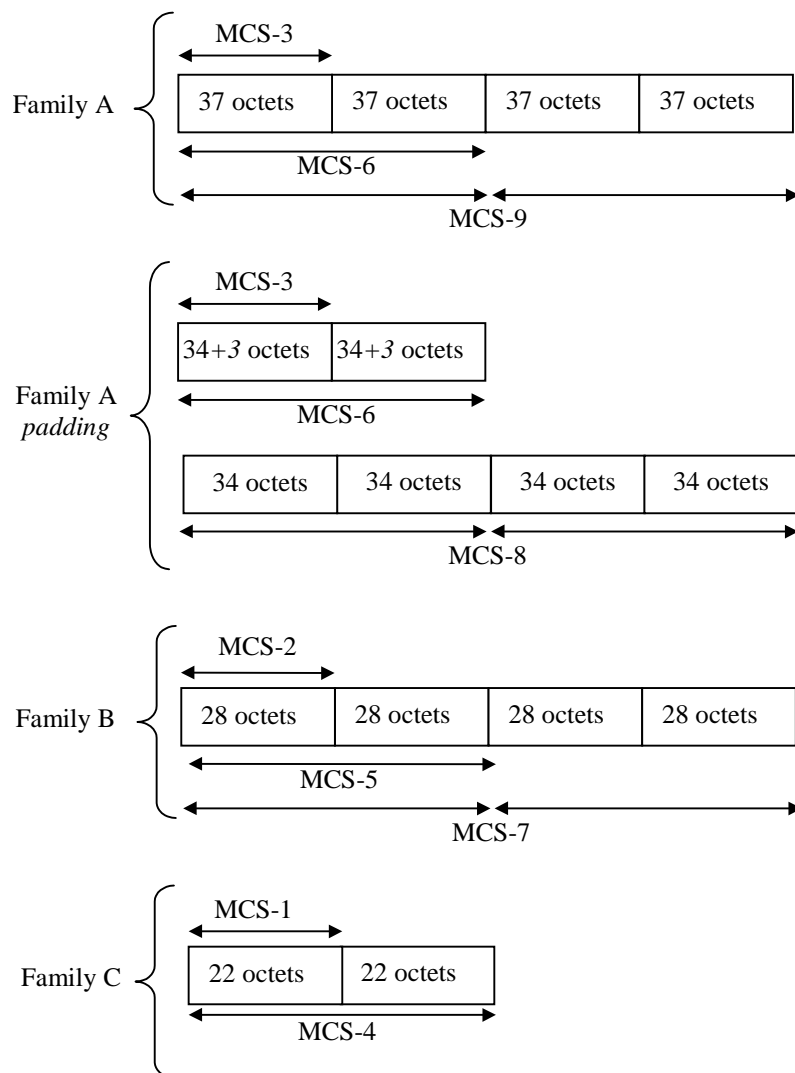 MCS-3
Family A
37 octets 37 octets 37 octets 37 octets
MCS-6
MCS-9
MCS-3
34+3 octets 34+3 octets
Family A
padding
MCS-6
34 octets 34 octets 34 octets 34 octets
MCS-8
MCS-2
Family B
28 octets 28 octets 28 octets 28 octets
MCS-5
MCS-7
MCS-1
Family C
22 octets 22 octets
MCS-4